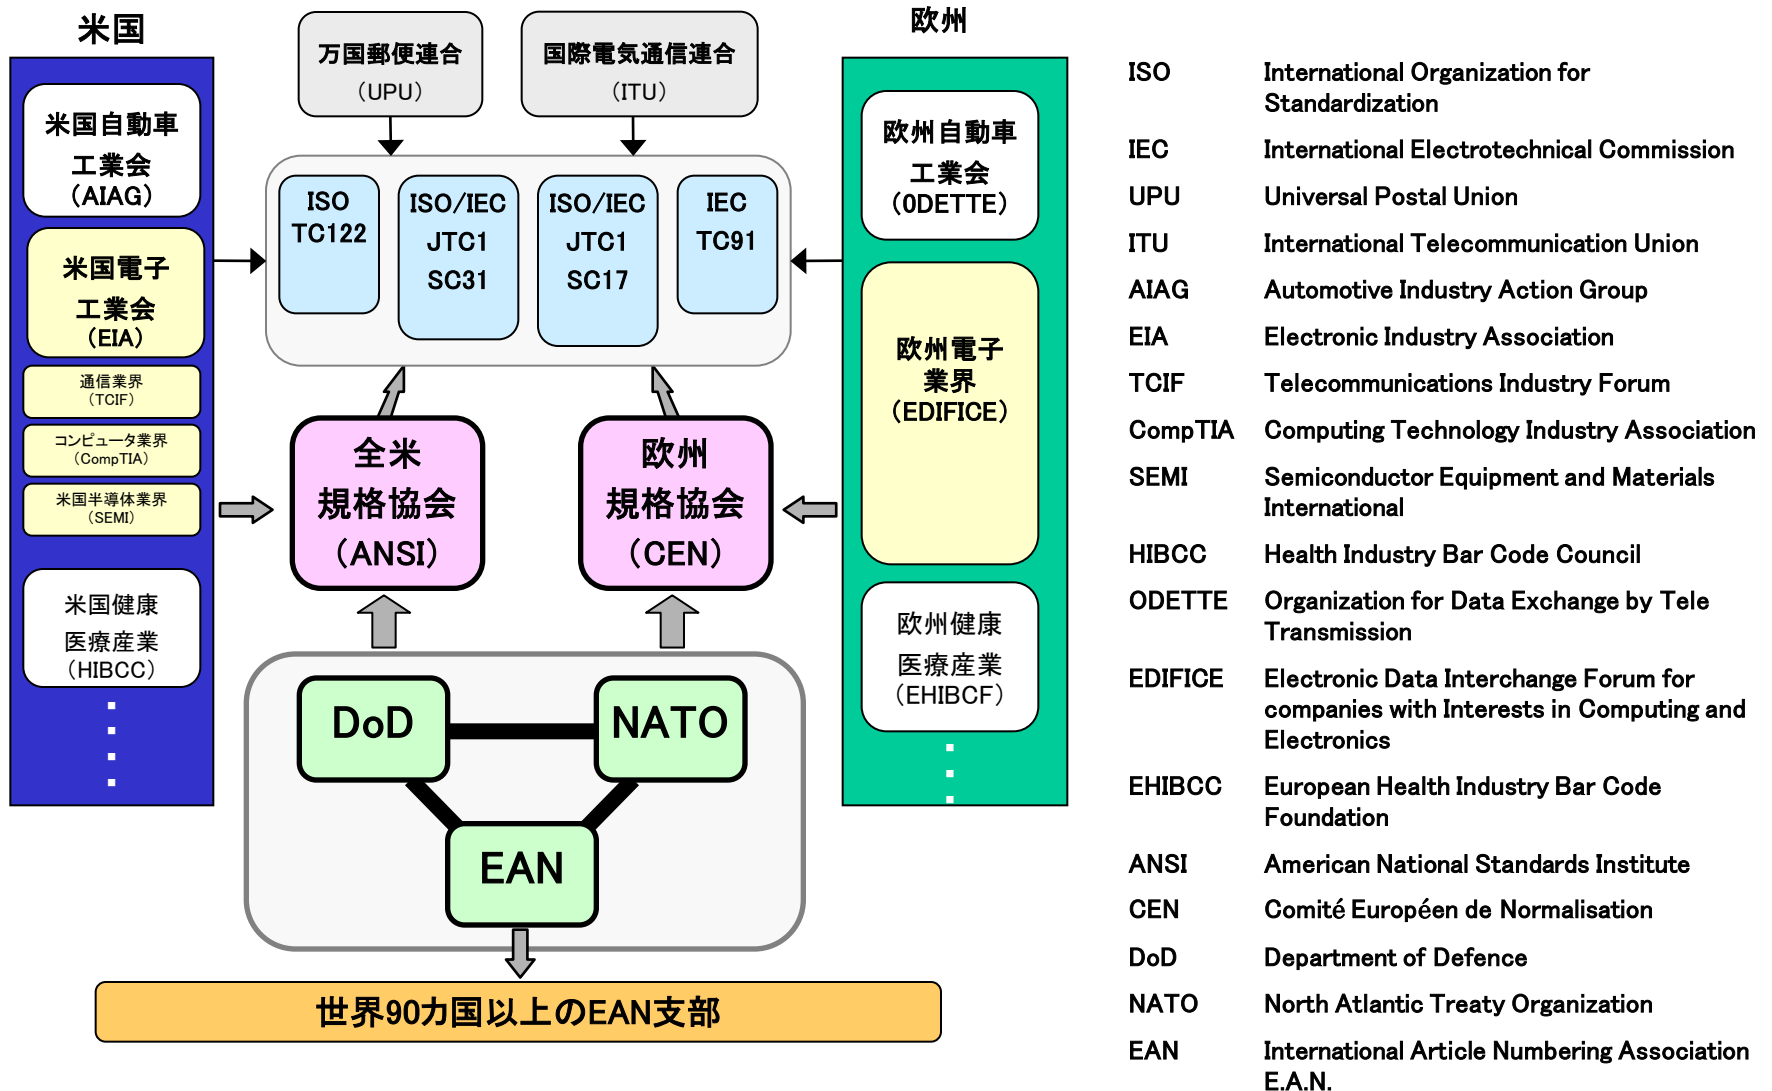 米国
米国自動車
工業会
(AIAG)
米国電子
工業会
(EIA)
通信業界
(TCIF)
コンピュータ業界
(CompTIA)
米国半導体業界
(SEMI)
米国健康
医療産業
(HIBCC)
万国郵便連合
(UPU)
国際電気通信連合
(ITU)
ISO
TC122
ISO/IEC
JTC1
SC31
ISO/IEC
JTC1
SC17
IEC
TC91
全米
規格協会
(ANSI)
欧州
規格協会
(CEN)
DoD
NATO
EAN
世界90カ国以上のEAN支部
欧州
欧州自動車
工業会
(0DETTE)
欧州電子
業界
(EDIFICE)
欧州健康
医療産業
(EHIBCF)
ISO International Organization for
Standardization
IEC International Electrotechnical Commission
UPU Universal Postal Union
ITU International Telecommunication Union
AIAG Automotive Industry Action Group
EIA Electronic Industry Association
TCIF Telecommunications Industry Forum
CompTIA Computing Technology Industry Association
SEMI Semiconductor Equipment and Materials
International
HIBCC Health Industry Bar Code Council
ODETTE Organization for Data Exchange by Tele
Transmission
EDIFICE Electronic Data Interchange Forum for
companies with Interests in Computing and
Electronics
EHIBCC European Health Industry Bar Code
Foundation
ANSI American National Standards Institute
CEN Comité Européen de Normalisation
DoD Department of Defence
NATO North Atlantic Treaty Organization
EAN International Article Numbering Association
E.A.N.